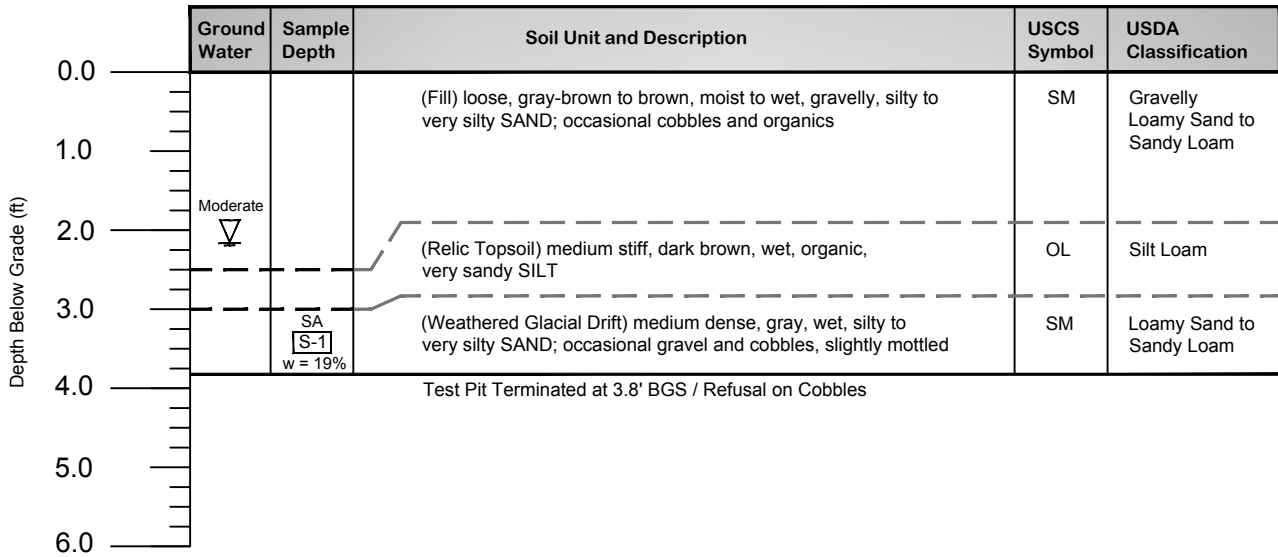 Ground
Water
Sample
Depth
Soil Unit and Description
USCS
Symbol
USDA
Classification
Depth Below Grade (ft)
0.0
1.0
2.0
3.0
4.0
5.0
6.0
(Fill) loose, gray-brown to brown, moist to wet, gravelly, silty to
very silty SAND; occasional cobbles and organics
SM
Gravelly
Loamy Sand to
Sandy Loam
Moderate
(Relic Topsoil) medium stiff, dark brown, wet, organic,
very sandy SILT
OL
Silt Loam
SA
S-1
w = 19%
(Weathered Glacial Drift) medium dense, gray, wet, silty to
very silty SAND; occasional gravel and cobbles, slightly mottled
SM
Loamy Sand to
Sandy Loam
Test Pit Terminated at 3.8' BGS / Refusal on Cobbles